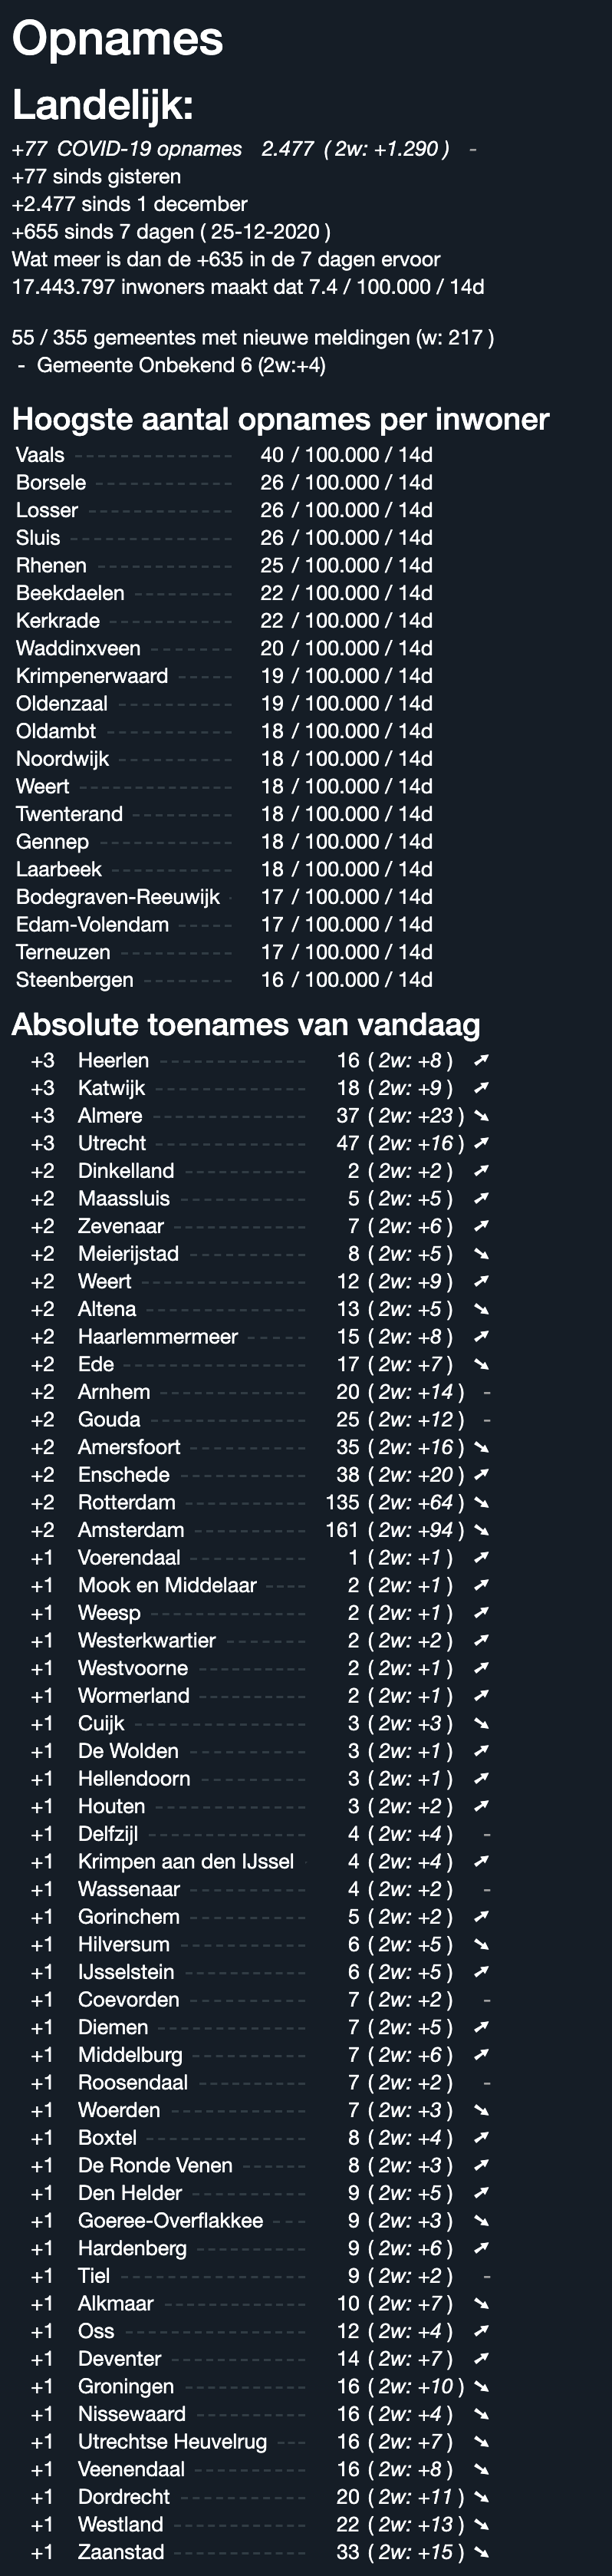 Opnames
Landelijk:
+77 COVID-19 opnames 2.477 ( 2w: +1.290 ) -
+77 sinds gisteren
+2.477 sinds 1 december
+655 sinds 7 dagen ( 25-12-2020 )
Wat meer is dan de +635 in de 7 dagen ervoor
17.443.797 inwoners maakt dat 7.4 / 100.000 / 14d
55 / 355 gemeentes met nieuwe meldingen (w: 217 )
- Gemeente Onbekend 6 (2w:+4)
Hoogste aantal opnames per inwoner
Vaals 40 / 100.000 / 14d
Borsele 26 / 100.000 / 14d
Losser 26 / 100.000 / 14d
Sluis 26 / 100.000 / 14d
Rhenen 25 / 100.000 / 14d
Beekdaelen 22 / 100.000 / 14d
Kerkrade 22 / 100.000 / 14d
Waddinxveen 20 / 100.000 / 14d
Krimpenerwaard 19 / 100.000 / 14d
Oldenzaal 19 / 100.000 / 14d
Oldambt 18 / 100.000 / 14d
Noordwijk 18 / 100.000 / 14d
Weert 18 / 100.000 / 14d
Twenterand 18 / 100.000 / 14d
Gennep 18 / 100.000 / 14d
Laarbeek 18 / 100.000 / 14d
Bodegraven-Reeuwijk 17 / 100.000 / 14d
Edam-Volendam 17 / 100.000 / 14d
Terneuzen 17 / 100.000 / 14d
Steenbergen 16 / 100.000 / 14d
Absolute toenames van vandaag
+3 Heerlen 16 ( 2w: +8 ) ➚
+3 Katwijk 18 ( 2w: +9 ) ➚
+3 Almere 37 ( 2w: +23 ) ➘
+3 Utrecht 47 ( 2w: +16 ) ➚
+2 Dinkelland 2 ( 2w: +2 ) ➚
+2 Maassluis 5 ( 2w: +5 ) ➚
+2 Zevenaar 7 ( 2w: +6 ) ➚
+2 Meierijstad 8 ( 2w: +5 ) ➘
+2 Weert 12 ( 2w: +9 ) ➚
+2 Altena 13 ( 2w: +5 ) ➘
+2 Haarlemmermeer 15 ( 2w: +8 ) ➚
+2 Ede 17 ( 2w: +7 ) ➘
+2 Arnhem 20 ( 2w: +14 ) -
+2 Gouda 25 ( 2w: +12 ) -
+2 Amersfoort 35 ( 2w: +16 ) ➘
+2 Enschede 38 ( 2w: +20 ) ➚
+2 Rotterdam 135 ( 2w: +64 ) ➘
+2 Amsterdam 161 ( 2w: +94 ) ➘
+1 Voerendaal 1 ( 2w: +1 ) ➚
+1 Mook en Middelaar 2 ( 2w: +1 ) ➚
+1 Weesp 2 ( 2w: +1 ) ➚
+1 Westerkwartier 2 ( 2w: +2 ) ➚
+1 Westvoorne 2 ( 2w: +1 ) ➚
+1 Wormerland 2 ( 2w: +1 ) ➚
+1 Cuijk 3 ( 2w: +3 ) ➘
+1 De Wolden 3 ( 2w: +1 ) ➚
+1 Hellendoorn 3 ( 2w: +1 ) ➚
+1 Houten 3 ( 2w: +2 ) ➚
+1 Delfzijl 4 ( 2w: +4 ) -
+1 Krimpen aan den IJssel 4 ( 2w: +4 ) ➚
+1 Wassenaar 4 ( 2w: +2 ) -
+1 Gorinchem 5 ( 2w: +2 ) ➚
+1 Hilversum 6 ( 2w: +5 ) ➘
+1 IJsselstein 6 ( 2w: +5 ) ➚
+1 Coevorden 7 ( 2w: +2 ) -
+1 Diemen 7 ( 2w: +5 ) ➚
+1 Middelburg 7 ( 2w: +6 ) ➚
+1 Roosendaal 7 ( 2w: +2 ) -
+1 Woerden 7 ( 2w: +3 ) ➘
+1 Boxtel 8 ( 2w: +4 ) ➚
+1 De Ronde Venen 8 ( 2w: +3 ) ➚
+1 Den Helder 9 ( 2w: +5 ) ➚
+1 Goeree-Overflakkee 9 ( 2w: +3 ) ➘
+1 Hardenberg 9 ( 2w: +6 ) ➚
+1 Tiel 9 ( 2w: +2 ) -
+1 Alkmaar 10 ( 2w: +7 ) ➘
+1 Oss 12 ( 2w: +4 ) ➚
+1 Deventer 14 ( 2w: +7 ) ➚
+1 Groningen 16 ( 2w: +10 ) ➘
+1 Nissewaard 16 ( 2w: +4 ) ➘
+1 Utrechtse Heuvelrug 16 ( 2w: +7 ) ➘
+1 Veenendaal 16 ( 2w: +8 ) ➘
+1 Dordrecht 20 ( 2w: +11 ) ➘
+1 Westland 22 ( 2w: +13 ) ➘
+1 Zaanstad 33 ( 2w: +15 ) ➘